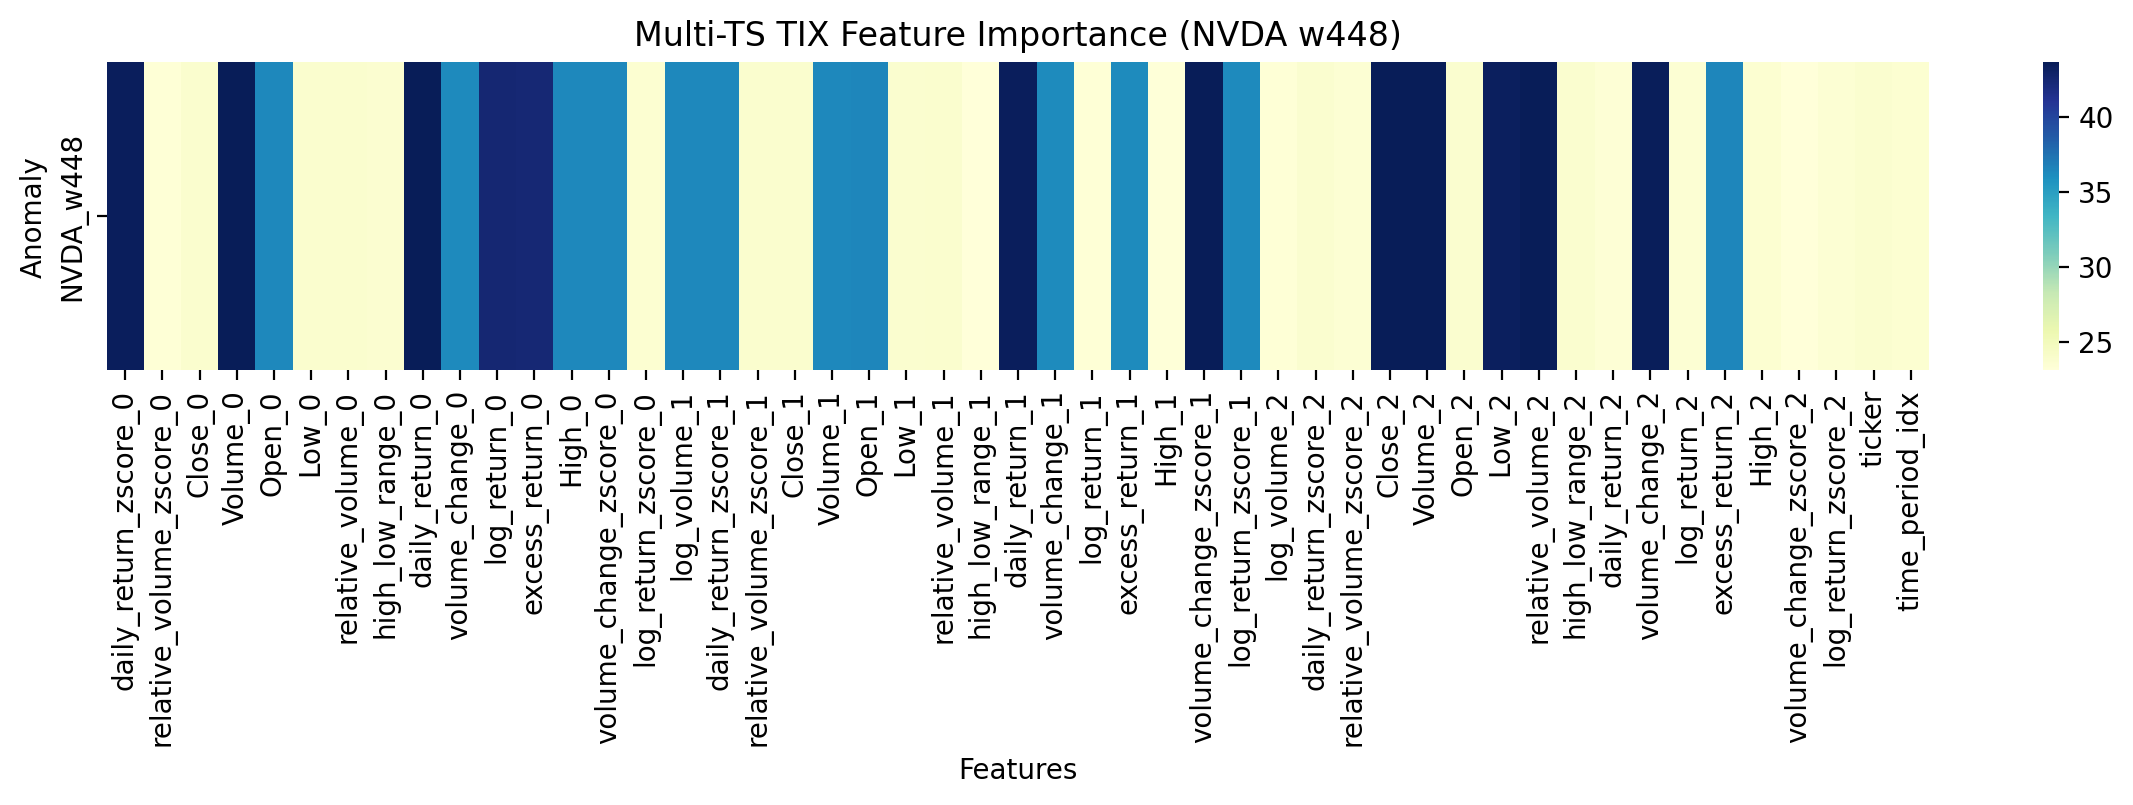 Multi-TS TIX Feature Importance (NVDA w448)
Anomaly
NVDA_w448
40
35
30
25
daily_return_zscore_0
relative_volume_zscore_0
Close_0
Volume_0
Open_0
Low_0
relative_volume_0
high_low_range_0
daily_return_0
volume_change_0
log_return_0
excess_return_0
High_0
volume_change_zscore_0
log_return_zscore_0
log_volume_1
daily_return_zscore_1
relative_volume_zscore_1
Close_1
Volume_1
Open_1
Low_1
relative_volume_1
high_low_range_1
daily_return_1
volume_change_1
log_return_1
excess_return_1
High_1
volume_change_zscore_1
log_return_zscore_1
log_volume_2
daily_return_zscore_2
relative_volume_zscore_2
Close_2
Volume_2
Open_2
Low_2
relative_volume_2
high_low_range_2
daily_return_2
volume_change_2
log_return_2
excess_return_2
High_2
volume_change_zscore_2
log_return_zscore_2
ticker
time_period_idx
Features